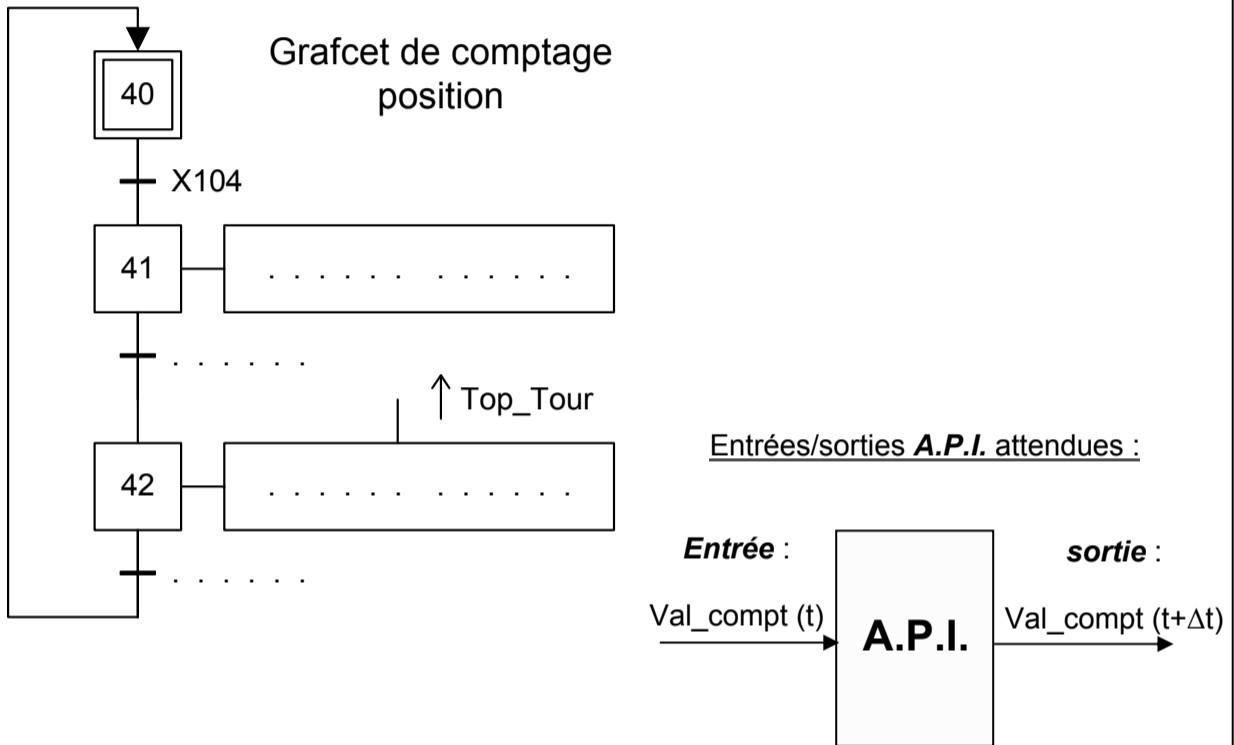 Grafcet de comptage
position
40
X104
41
. . . . . . . . . . . .
. . . . . .
↑ Top_Tour
42
. . . . . . . . . . . .
. . . . . .
Entrées/sorties A.P.I. attendues :
Entrée :
sortie :
Val_compt (t)
A.P.I.
Val_compt (t+Δt)